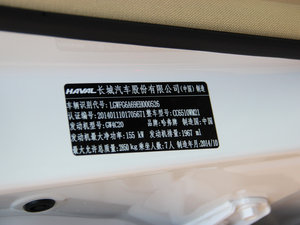 HAVAL 长城汽车股份有限公司(中国) 制造
车辆识别代号: LGWFG6A69EH000526
认证编号: 2014011101705671 整车型号: CC6510WM21
发动机型号: GW4C20 品牌: 哈弗牌 制造国: 中国
发动机最大净功率: 155 kW 发动机排量: 1967 ml
最大允许总质量: 2850 kg 乘坐人数: 7人 制造年月: 2014/10